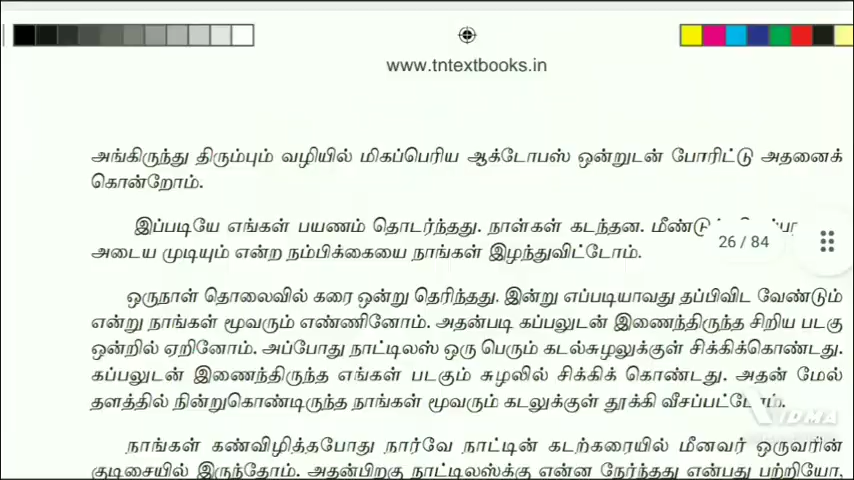 www.tntextbooks.in
அங்கிருந்து திரும்பும் வழியில் மிகப்பெரிய ஆக்டோபஸ் ஒன்றுடன் போரிட்டு அதனைக்
கொன்றோம்.
இப்படியே எங்கள் பயணம் தொடர்ந்தது. நாள்கள் கடந்தன.
26 / 84
அடைய முடியும் என்ற நம்பிக்கையை நாங்கள் இழந்துவிட்டோம்.
ஒருநாள் தொலைவில் கரை ஒன்று தெரிந்தது. இன்று எப்படியாவது தப்பிவிட வேண்டும்
என்று நாங்கள் மூவரும் எண்ணினோம். அதன்படி கப்பலுடன் இணைந்திருந்த சிறிய படகு
ஒன்றில் ஏறினோம். அப்போது நாட்டிலஸ் ஒரு பெரும் கடல்சுழலுக்குள் சிக்கிக்கொண்டது.
கப்பலுடன் இணைந்திருந்த எங்கள் படகும் சுழலில் சிக்கிக் கொண்டது. அதன் மேல்
தளத்தில் நின்றுகொண்டிருந்த நாங்கள் மூவரும் கடலுக்குள் தூக்கி வீசப்பட்டோம்.
VIDMA
நாங்கள் கண்விழித்தபோது நார்வே நாட்டின் கடற்கரையில் மீனவர் ஒருவரின்
குடிசையில் இருந்தோம். அதன்பிறகு நாட்டிலஸ்க்கு என்ன நேர்ந்தது என்பது பற்றியோ,